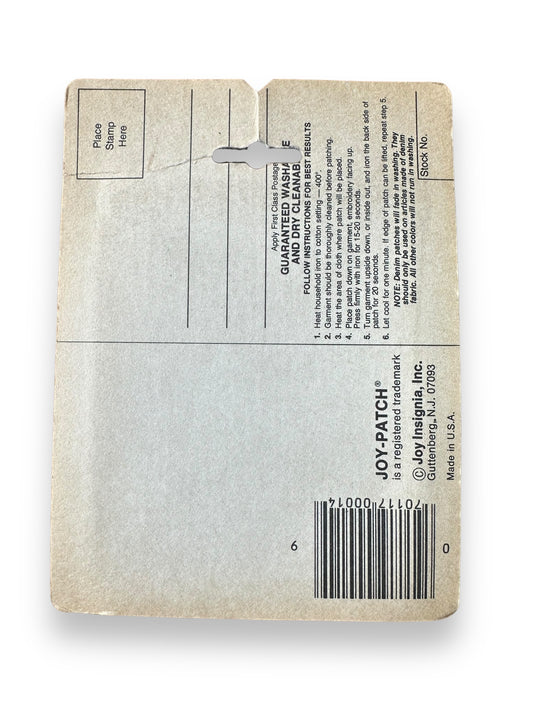 Place
Stamp
Here
Apply First Class Postage
GUARANTEED WASHA E
AND DRY CLEANAB
FOLLOW INSTRUCTIONS FOR BEST RESULTS
1. Heat household iron to cotton setting — 400°.
2. Garment should be thoroughly cleaned before patching.
3. Heat the area of cloth where patch will be placed.
4. Place patch down on garment, embroidery facing up.
Press firmly with iron for 15-20 seconds.
5. Turn garment upside down, or inside out, and iron the back side of
patch for 20 seconds.
6. Let cool for one minute. If edge of patch can be lifted, repeat step 5.
NOTE: Denim patches will fade in washing. They
should only be used on articles made of denim
fabric. All other colors will not run in washing.
Stock No.
JOY-PATCH®
is a registered trademark
© Joy Insignia, Inc.
Guttenberg, N.J. 07093
Made in U.S.A.
70117 00014
6
0